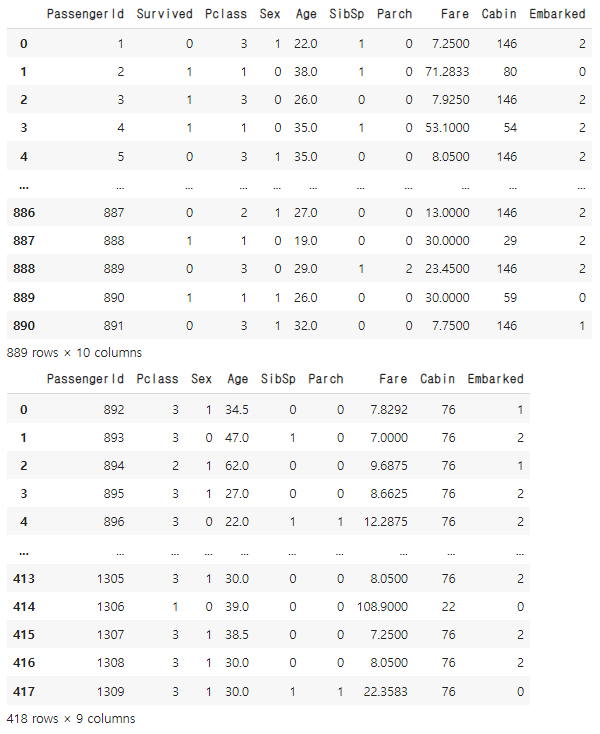 PassengerId Survived Pclass Sex Age SibSp Parch Fare Cabin Embarked
0 1 0 3 1 22.0 1 0 7.2500 146 2
1 2 1 1 0 38.0 1 0 71.2833 80 0
2 3 1 3 0 26.0 0 0 7.9250 146 2
3 4 1 1 0 35.0 1 0 53.1000 54 2
4 5 0 3 1 35.0 0 0 8.0500 146 2
... ... ... ... ... ... ... ... ... ... ...
886 887 0 2 1 27.0 0 0 13.0000 146 2
887 888 1 1 0 19.0 0 0 30.0000 29 2
888 889 0 3 0 29.0 1 2 23.4500 146 2
889 890 1 1 1 26.0 0 0 30.0000 59 0
890 891 0 3 1 32.0 0 0 7.7500 146 1
889 rows × 10 columns
PassengerId Pclass Sex Age SibSp Parch Fare Cabin Embarked
0 892 3 1 34.5 0 0 7.8292 76 1
1 893 3 0 47.0 1 0 7.0000 76 2
2 894 2 1 62.0 0 0 9.6875 76 1
3 895 3 1 27.0 0 0 8.6625 76 2
4 896 3 0 22.0 1 1 12.2875 76 2
... ... ... ... ... ... ... ... ... ...
413 1305 3 1 30.0 0 0 8.0500 76 2
414 1306 1 0 39.0 0 0 108.9000 22 0
415 1307 3 1 38.5 0 0 7.2500 76 2
416 1308 3 1 30.0 0 0 8.0500 76 2
417 1309 3 1 30.0 1 1 22.3583 76 0
418 rows × 9 columns